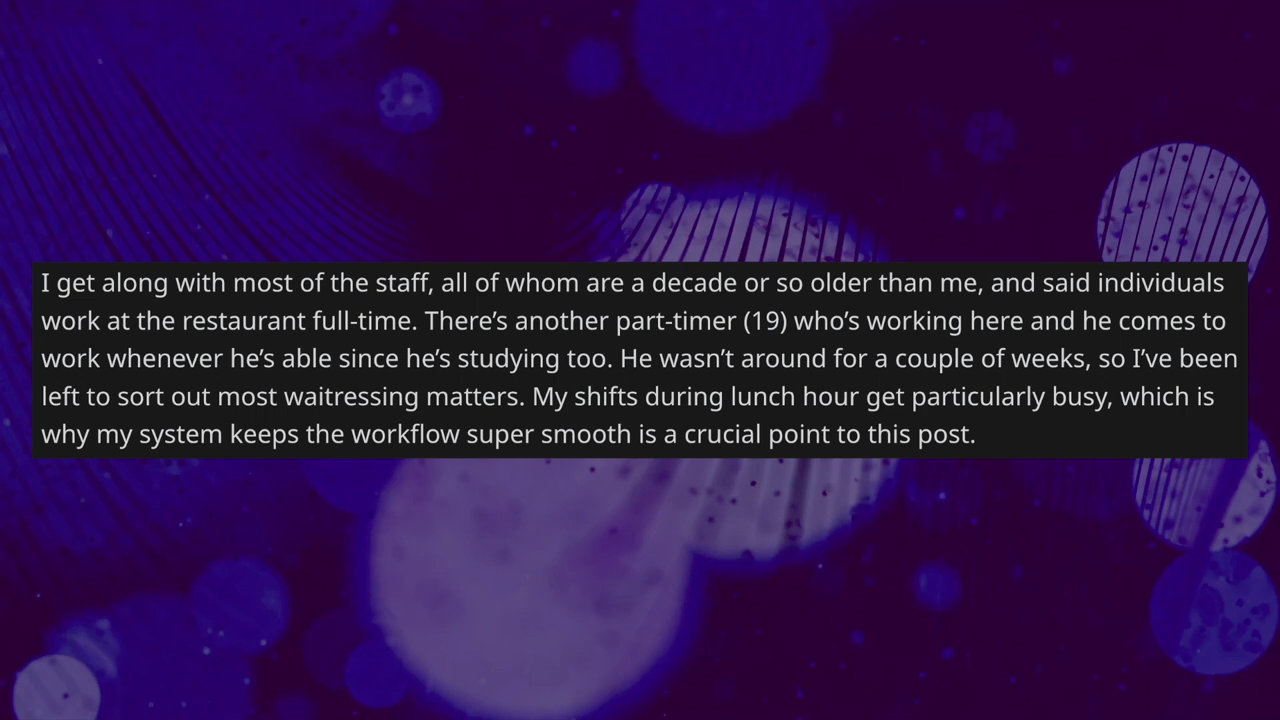 I get along with most of the staff, all of whom are a decade or so older than me, and said individuals
work at the restaurant full-time. There’s another part-timer (19) who’s working here and he comes to
work whenever he’s able since he’s studying too. He wasn’t around for a couple of weeks, so I’ve been
left to sort out most waitressing matters. My shifts during lunch hour get particularly busy, which is
why my system keeps the workflow super smooth is a crucial point to this post.